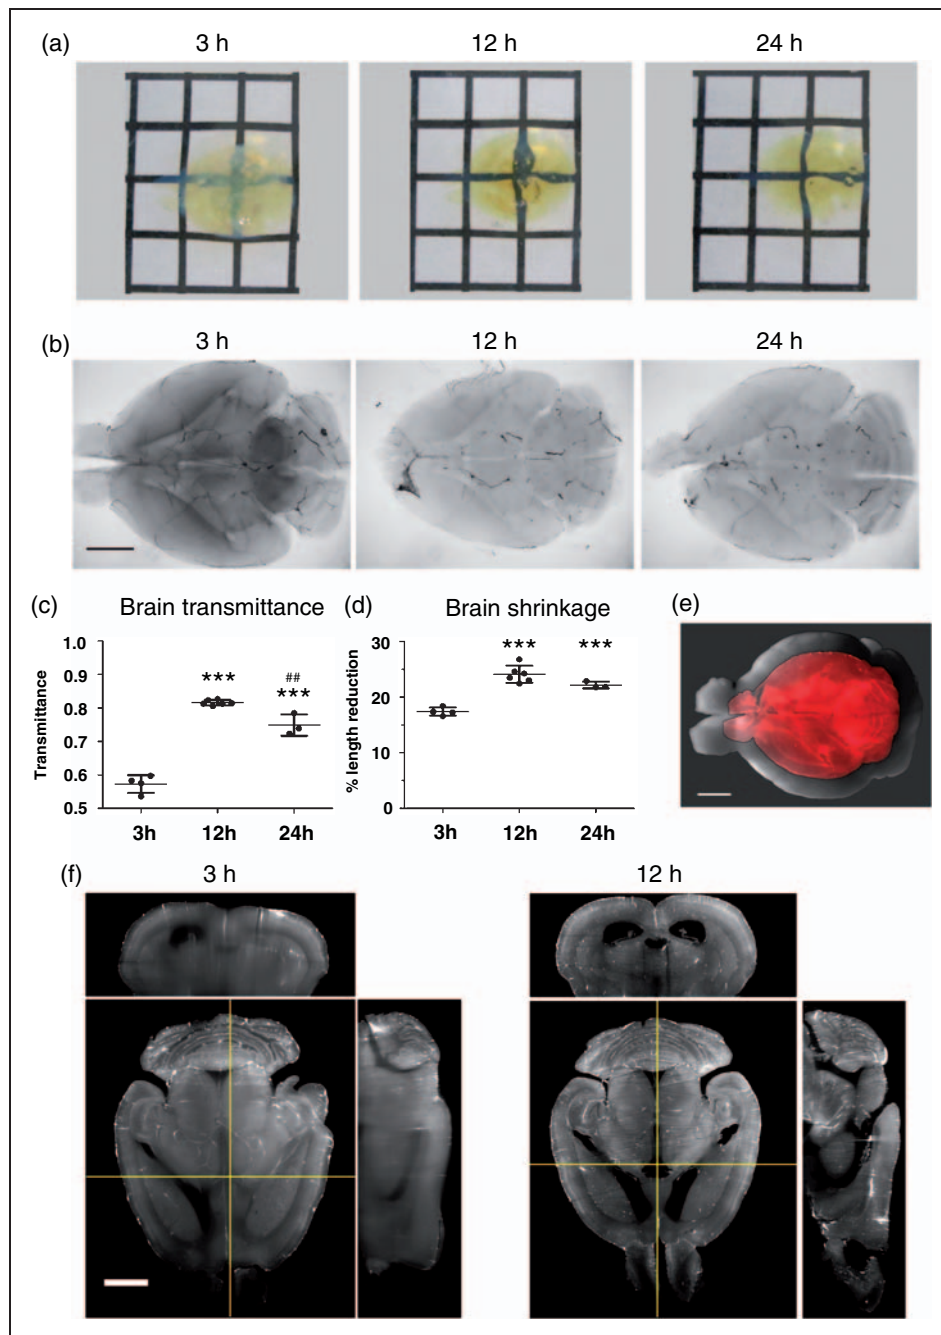 (a)
3 h 12 h 24 h
(b)
3 h 12 h 24 h
(c) Brain transmittance
Transmittance
1.0
0.9
0.8
0.7
0.6
0.5
***
##
***
3h 12h 24h
(d) Brain shrinkage
% length reduction
30
20
10
0
*** ***
3h 12h 24h
(e)
(f)
3 h 12 h